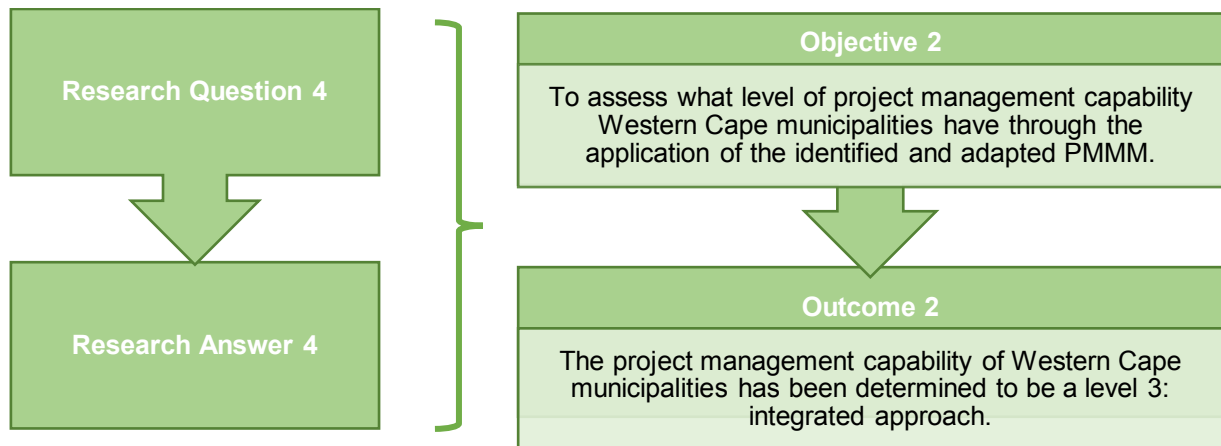 Research Question 4
Research Answer 4
Objective 2
To assess what level of project management capability
Western Cape municipalities have through the
application of the identified and adapted PMMM.
Outcome 2
The project management capability of Western Cape
municipalities has been determined to be a level 3:
integrated approach.